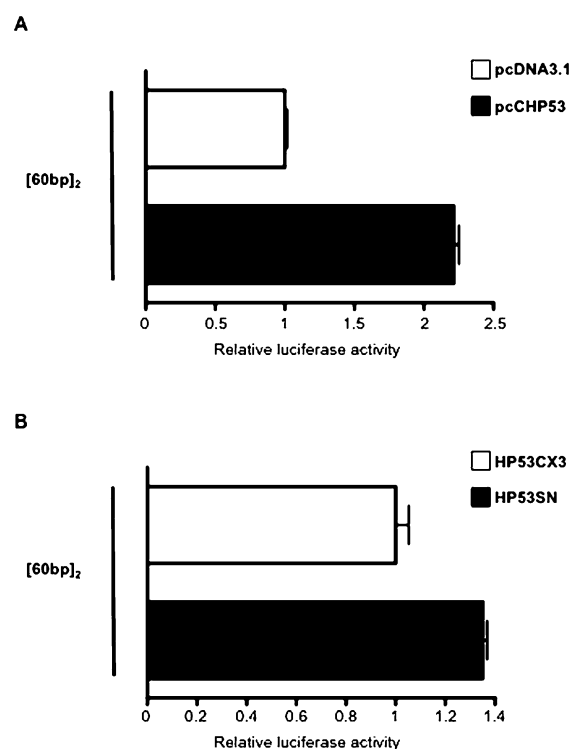 A
pcDNA3.1
pcCHP53
[60bp]2
0 0.5 1 1.5 2 2.5
Relative luciferase activity
B
HP53CX3
HP53SN
[60bp]2
0 0.2 0.4 0.6 0.8 1 1.2 1.4
Relative luciferase activity